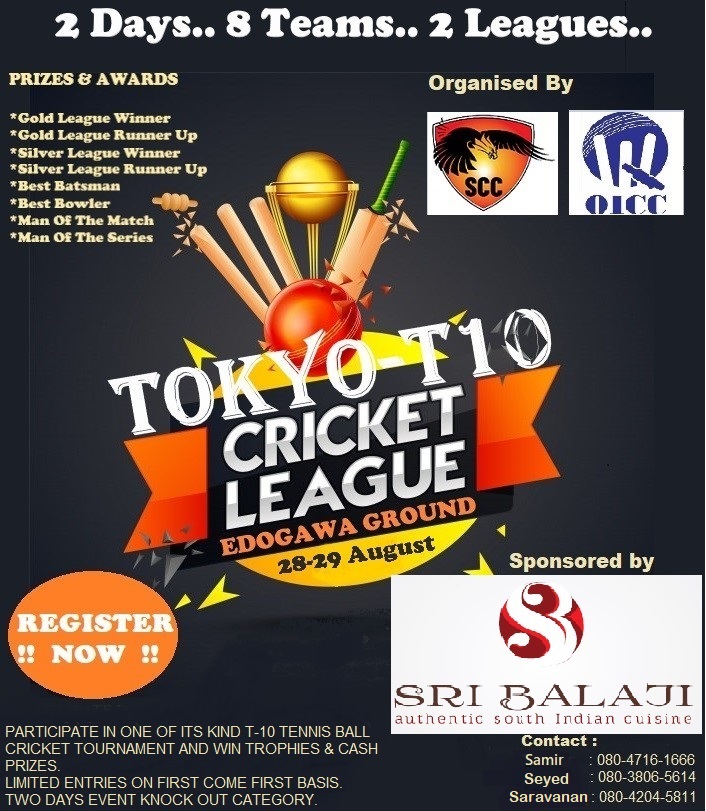 2 Days.. 8 Teams.. 2 Leagues..
PRIZES & AWARDS
*Gold League Winner
*Gold League Runner Up
*Silver League Winner
*Silver League Runner Up
*Best Batsman
*Best Bowler
*Man Of The Match
*Man Of The Series
Organised By
SCC
OICC
TOKYO-T10
CRICKET
LEAGUE
EDOGAWA GROUND
28-29 August
REGISTER
!! NOW !!
Sponsored by
SRI BALAJI
authentic south Indian cuisine
PARTICIPATE IN ONE OF ITS KIND T-10 TENNIS BALL
CRICKET TOURNAMENT AND WIN TROPHIES & CASH
PRIZES.
LIMITED ENTRIES ON FIRST COME FIRST BASIS.
TWO DAYS EVENT KNOCK OUT CATEGORY.
Contact :
Samir : 080-4716-1666
Seyed : 080-3806-5614
Saravanan : 080-4204-5811